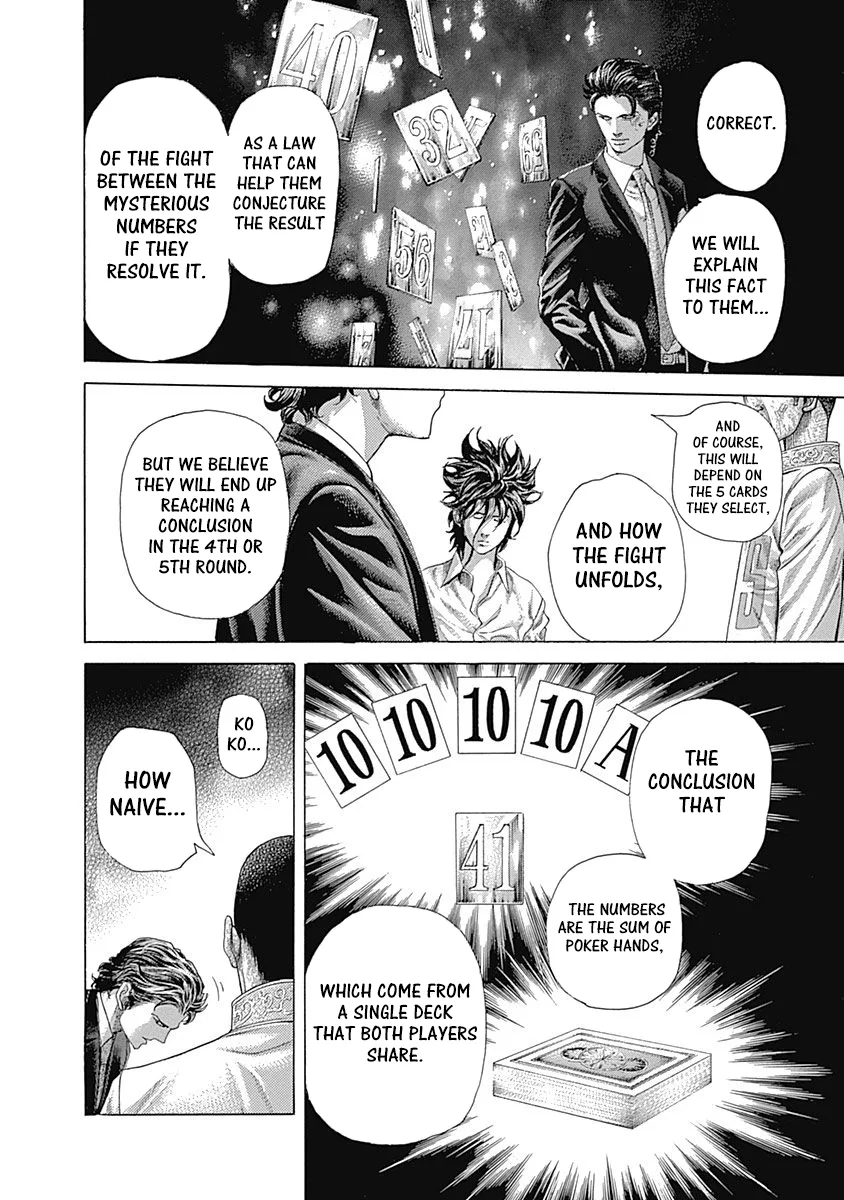 CORRECT.
WE WILL
EXPLAIN
THIS FACT
TO THEM...
AS A LAW
THAT CAN
HELP THEM
CONJECTURE
THE RESULT
OF THE FIGHT
BETWEEN THE
MYSTERIOUS
NUMBERS
IF THEY
RESOLVE IT.
40
32
69
56
24
41
AND
OF COURSE,
THIS WILL
DEPEND ON
THE 5 CARDS
THEY SELECT,
AND HOW
THE FIGHT
UNFOLDS,
BUT WE BELIEVE
THEY WILL END UP
REACHING A
CONCLUSION
IN THE 4TH OR
5TH ROUND.
THE
CONCLUSION
THAT
10 10 10 10 A
41
THE NUMBERS
ARE THE SUM OF
POKER HANDS,
WHICH COME FROM
A SINGLE DECK
THAT BOTH PLAYERS
SHARE.
KO
KO...
HOW
NAIVE...